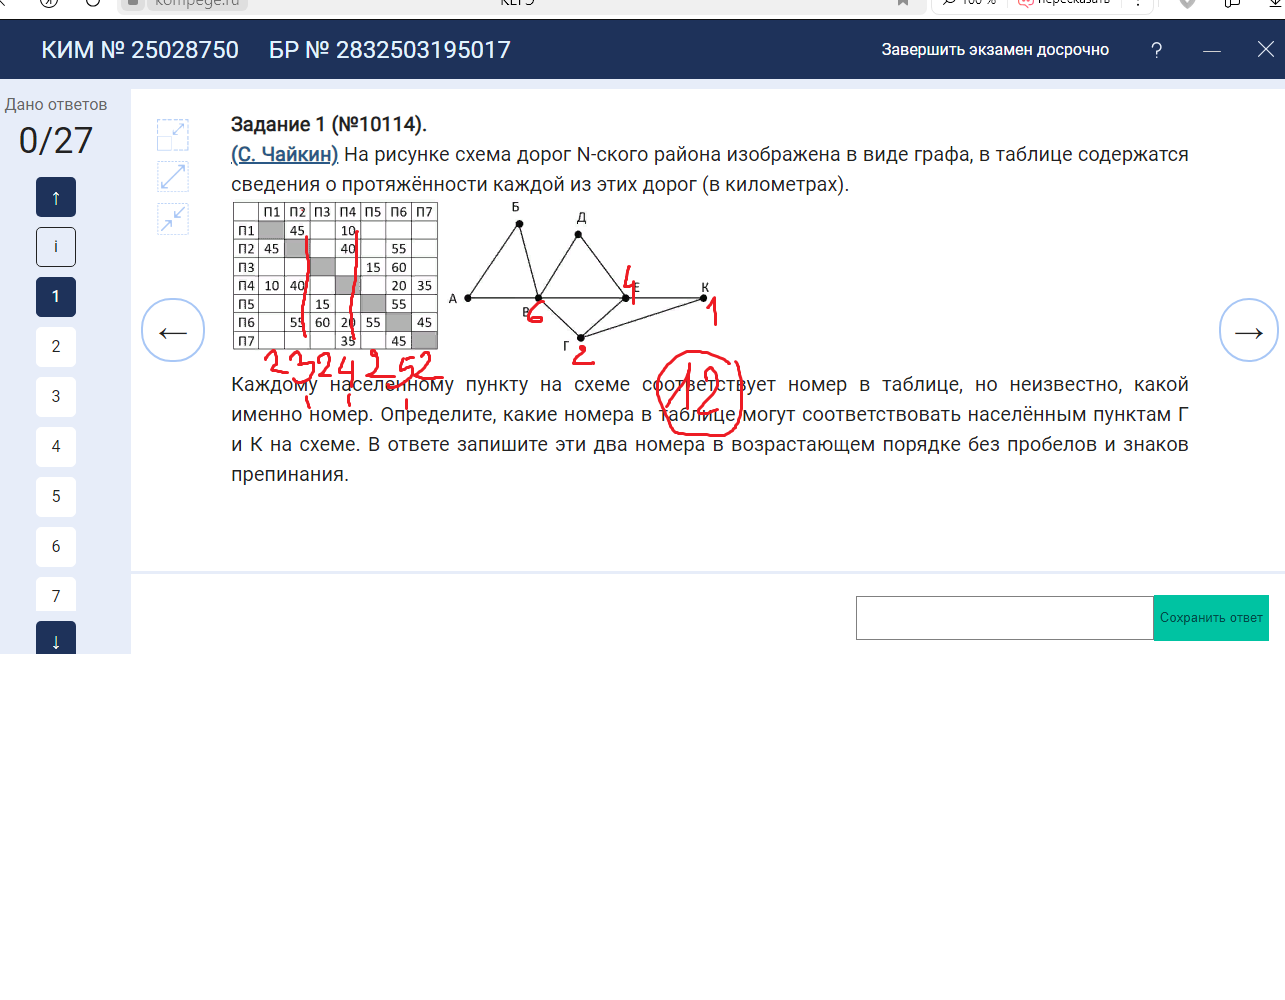 kompege.ru КЕГЭ 100 % пересказать
КИМ № 25028750 БР № 2832503195017 Завершить экзамен досрочно ?
Дано ответов
0/27
↑
i
1
2
3
4
5
6
7
↓
←
→
Задание 1 (№10114).
(С. Чайкин) На рисунке схема дорог N-ского района изображена в виде графа, в таблице содержатся
сведения о протяжённости каждой из этих дорог (в километрах).
П1 П2 П3 П4 П5 П6 П7
П1 45 10
П2 45 40 55
П3 15 60
П4 10 40 20 35
П5 15 55
П6 55 60 20 55 45
П7 35 45
Б
Д
А
В
Е
К
Г
4
6
1
2
2 3 2 4 2 5 2
12
Каждому населённому пункту на схеме соответствует номер в таблице, но неизвестно, какой
именно номер. Определите, какие номера в таблице могут соответствовать населённым пунктам Г
и К на схеме. В ответе запишите эти два номера в возрастающем порядке без пробелов и знаков
препинания.
Сохранить ответ